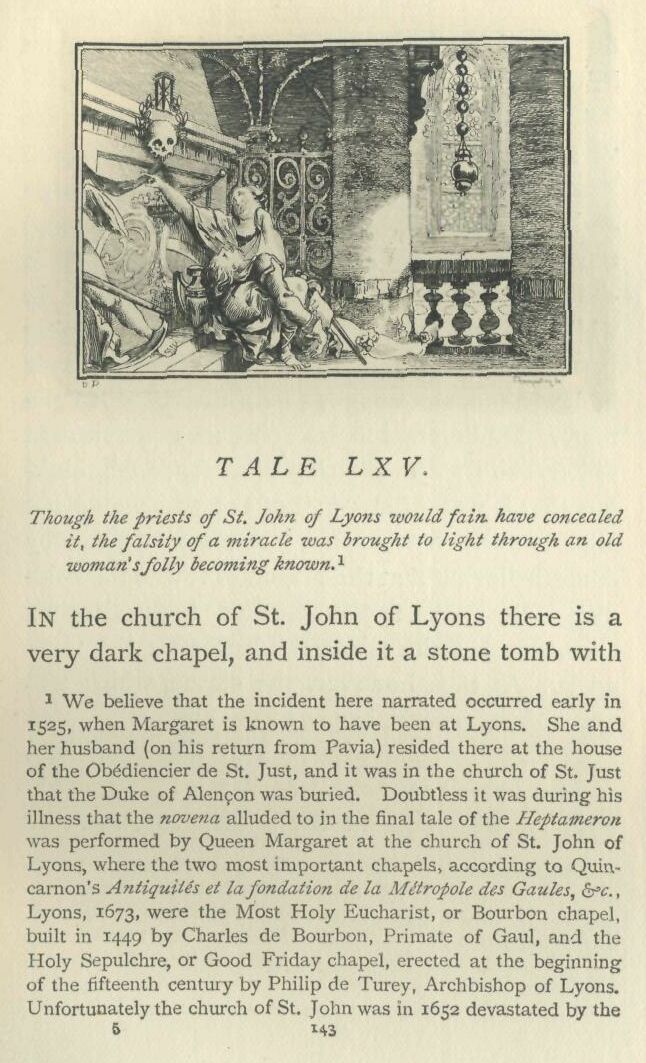 D P
TALE LXV.
Though the priests of St. John of Lyons would fain have concealed
it, the falsity of a miracle was brought to light through an old
woman's folly becoming known.¹
IN the church of St. John of Lyons there is a
very dark chapel, and inside it a stone tomb with
¹ We believe that the incident here narrated occurred early in
1525, when Margaret is known to have been at Lyons. She and
her husband (on his return from Pavia) resided there at the house
of the Obédiencier de St. Just, and it was in the church of St. Just
that the Duke of Alençon was buried. Doubtless it was during his
illness that the novena alluded to in the final tale of the Heptameron
was performed by Queen Margaret at the church of St. John of
Lyons, where the two most important chapels, according to Quin-
carnon's Antiquités et la fondation de la Métropole des Gaules, &c.,
Lyons, 1673, were the Most Holy Eucharist, or Bourbon chapel,
built in 1449 by Charles de Bourbon, Primate of Gaul, and the
Holy Sepulchre, or Good Friday chapel, erected at the beginning
of the fifteenth century by Philip de Turey, Archbishop of Lyons.
Unfortunately the church of St. John was in 1652 devastated by the
5 143